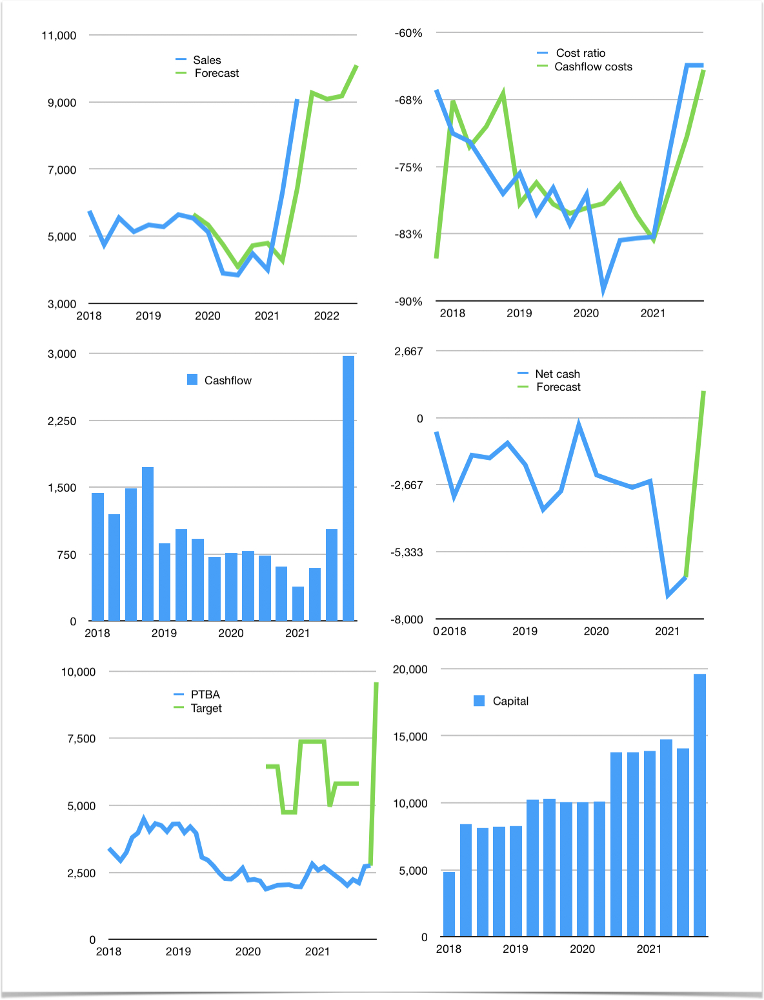 11,000
Sales
Forecast
9,000
7,000
5,000
3,000
2018 2019 2020 2021 2022
-60%
Cost ratio
Cashflow costs
-68%
-75%
-83%
-90%
2018 2019 2020 2021
3,000
Cashflow
2,250
1,500
750
0
2018 2019 2020 2021
2,667
Net cash
Forecast
0
-2,667
-5,333
-8,000
0 2018 2019 2020 2021
10,000
PTBA
Target
7,500
5,000
2,500
0
2018 2019 2020 2021
20,000
Capital
15,000
10,000
5,000
0
2018 2019 2020 2021